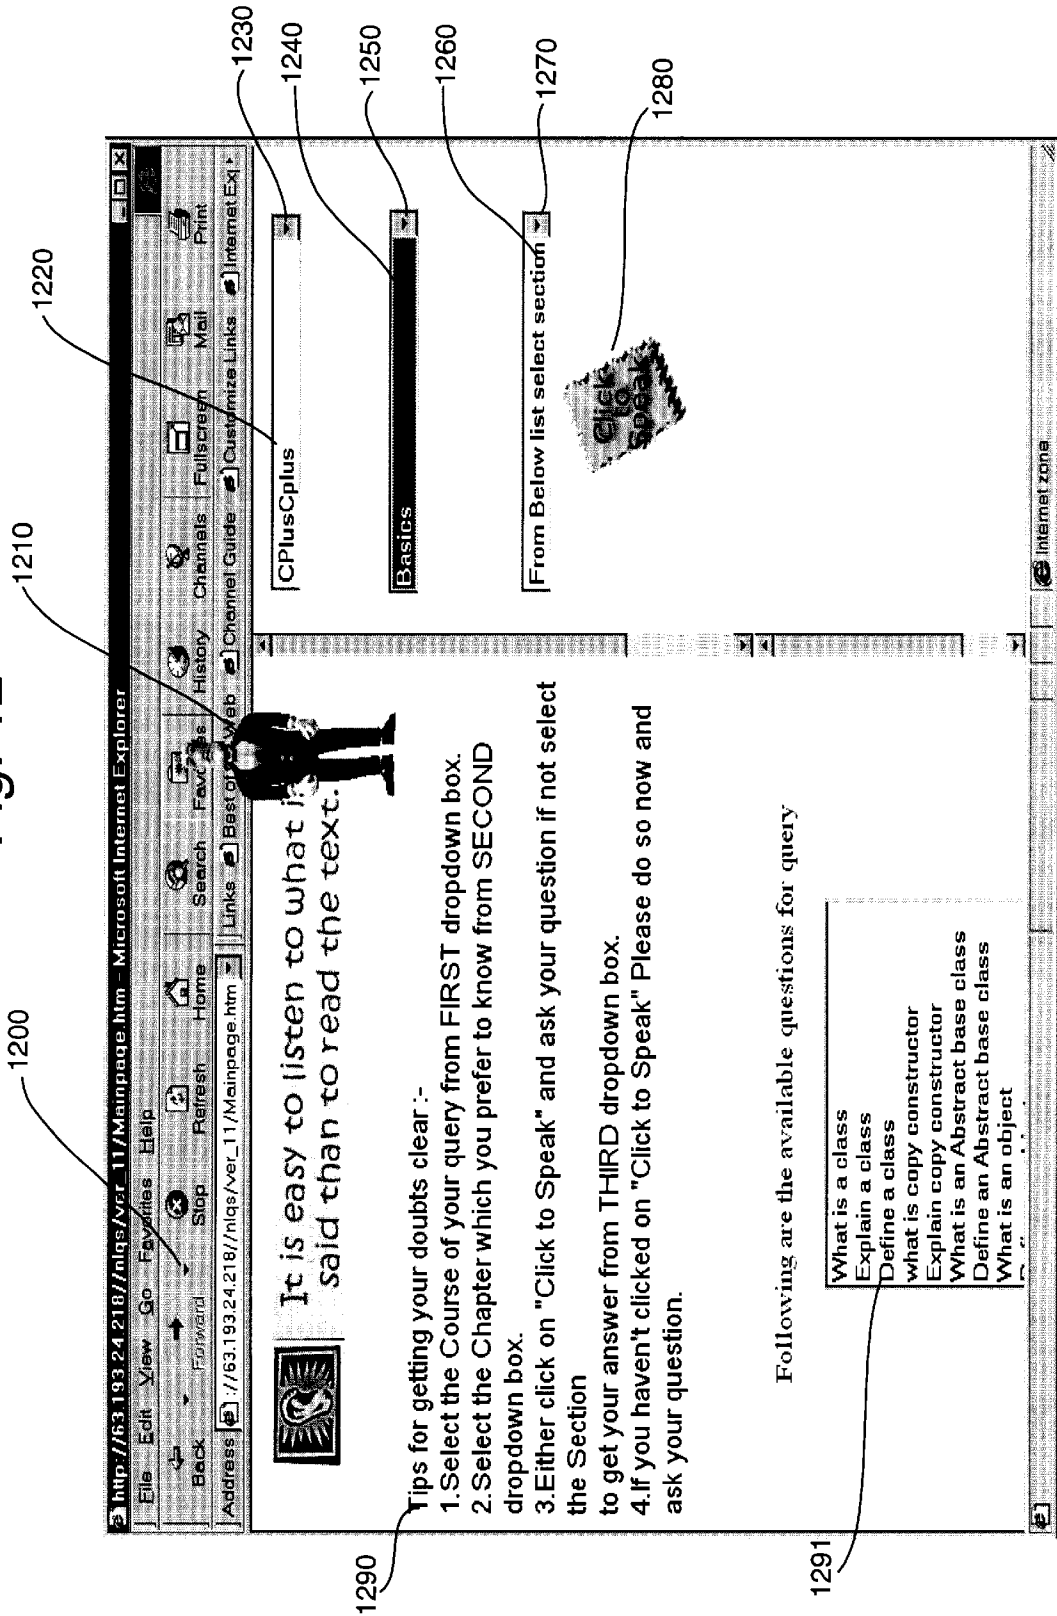 1200
1210
1220
1230
1240
1250
1260
1270
1280
1290
1291
http://63.193.24.218//nlqs/ver_11/Mainpage.htm - Microsoft Internet Explorer
File Edit View Go Favorites Help
Back Forward Stop Refresh Home Search Favorites History Channels Fullscreen Mail Print
Address ://63.193.24.218//nlqs/ver_11/Mainpage.htm Links Best of Web Channel Guide Customize Links Internet Exp
It is easy to listen to what
said than to read the text.
Tips for getting your doubts clear :-
1.Select the Course of your query from FIRST dropdown box.
2.Select the Chapter which you prefer to know from SECOND
dropdown box.
3.Either click on "Click to Speak" and ask your question if not select
the Section
to get your answer from THIRD dropdown box.
4.If you haven't clicked on "Click to Speak" Please do so now and
ask your question.
CPlusCplus
Basics
From Below list select section
Click
to
Speak
Following are the available questions for query
What is a class
Explain a class
Define a class
what is copy constructor
Explain copy constructor
What is an Abstract base class
Define an Abstract base class
What is an object
Internet zone